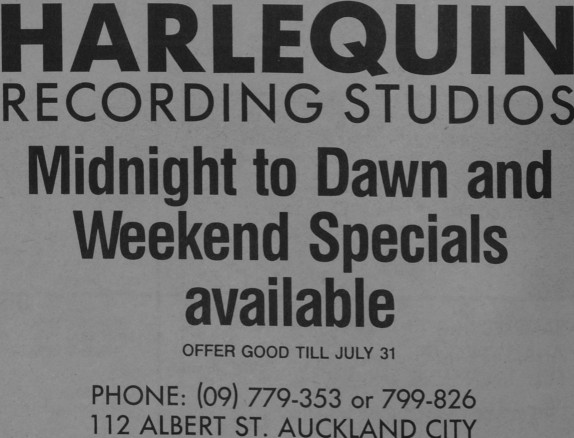 HARLEQUIN
RECORDING STUDIOS
Midnight to Dawn and
Weekend Specials
available
OFFER GOOD TILL JULY 31
PHONE: (09) 779-353 or 799-826
112 ALBERT ST. AUCKLAND CITY